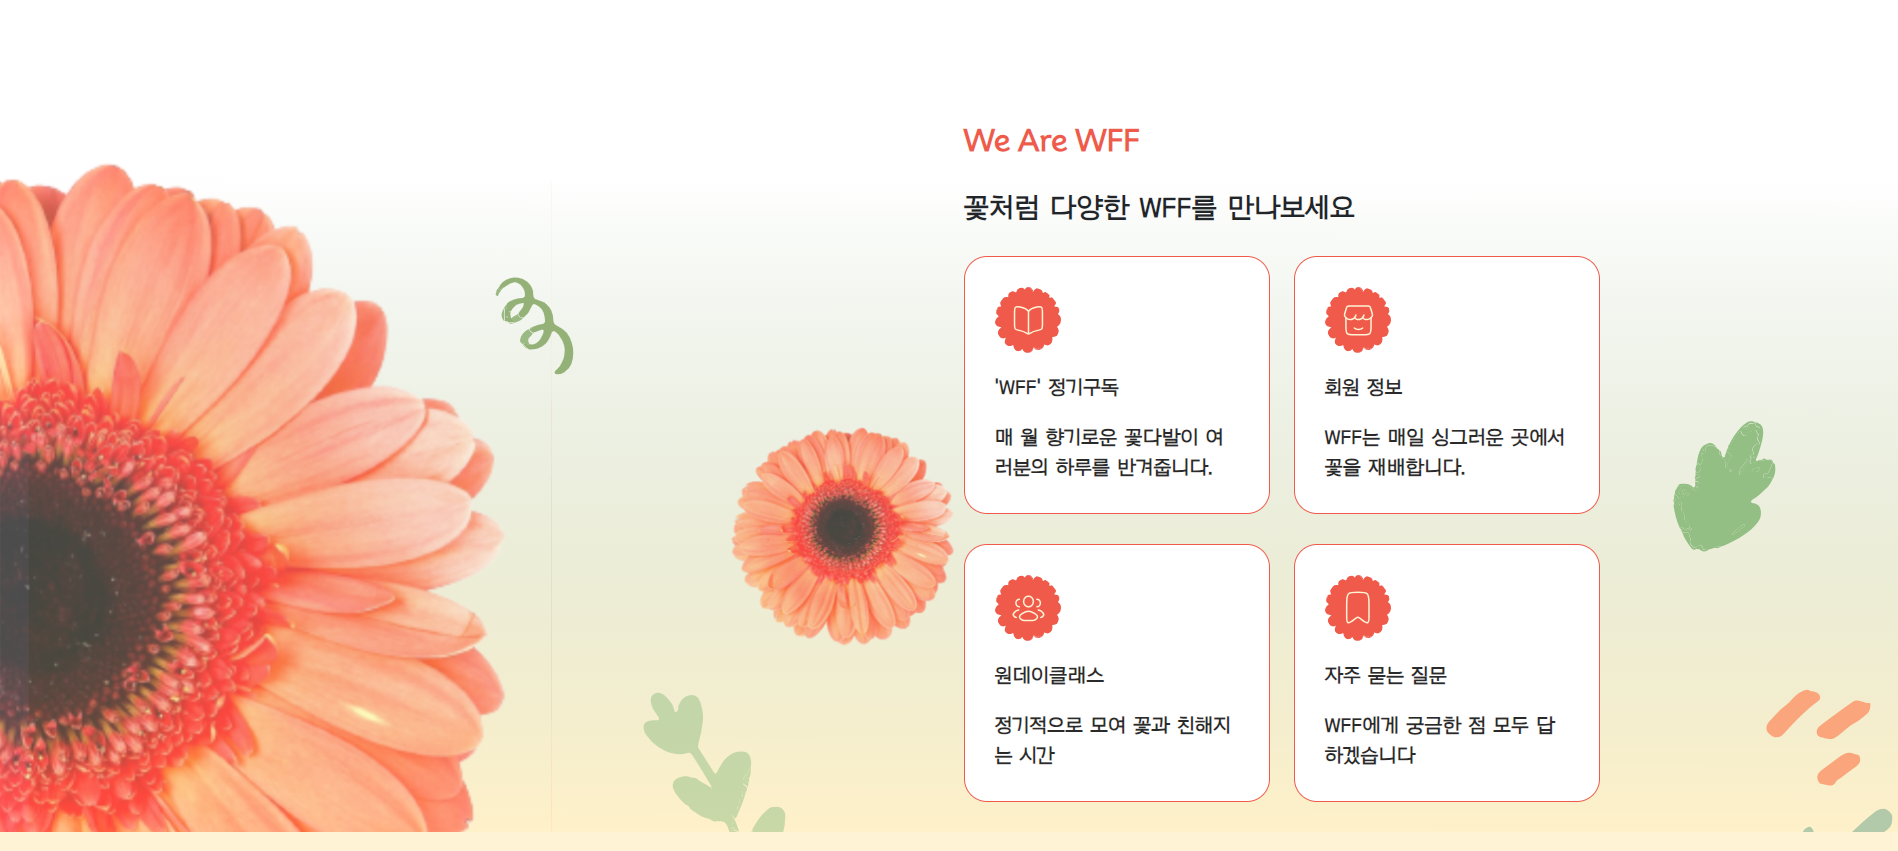 We Are WFF
꽃처럼 다양한 WFF를 만나보세요
'WFF' 정기구독
매 월 향기로운 꽃다발이 여
러분의 하루를 반겨줍니다.
회원 정보
WFF는 매일 싱그러운 곳에서
꽃을 재배합니다.
원데이클래스
정기적으로 모여 꽃과 친해지
는 시간
자주 묻는 질문
WFF에게 궁금한 점 모두 답
하겠습니다